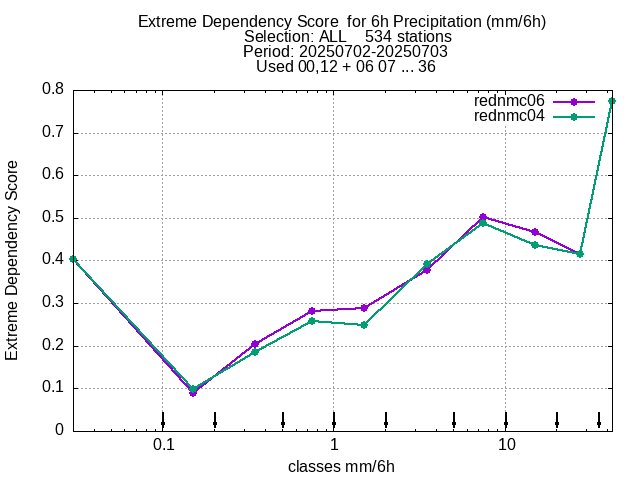 Extreme Dependency Score  for 6h Precipitation (mm/6h)
Selection: ALL    534 stations
Period: 20250702-20250703
Used 00,12 + 06 07 ... 36
rednmc06
rednmc04
0.8
0.7
0.6
0.5
0.4
0.3
0.2
0.1
0
Extreme Dependency Score
0.1 1 10
classes mm/6h